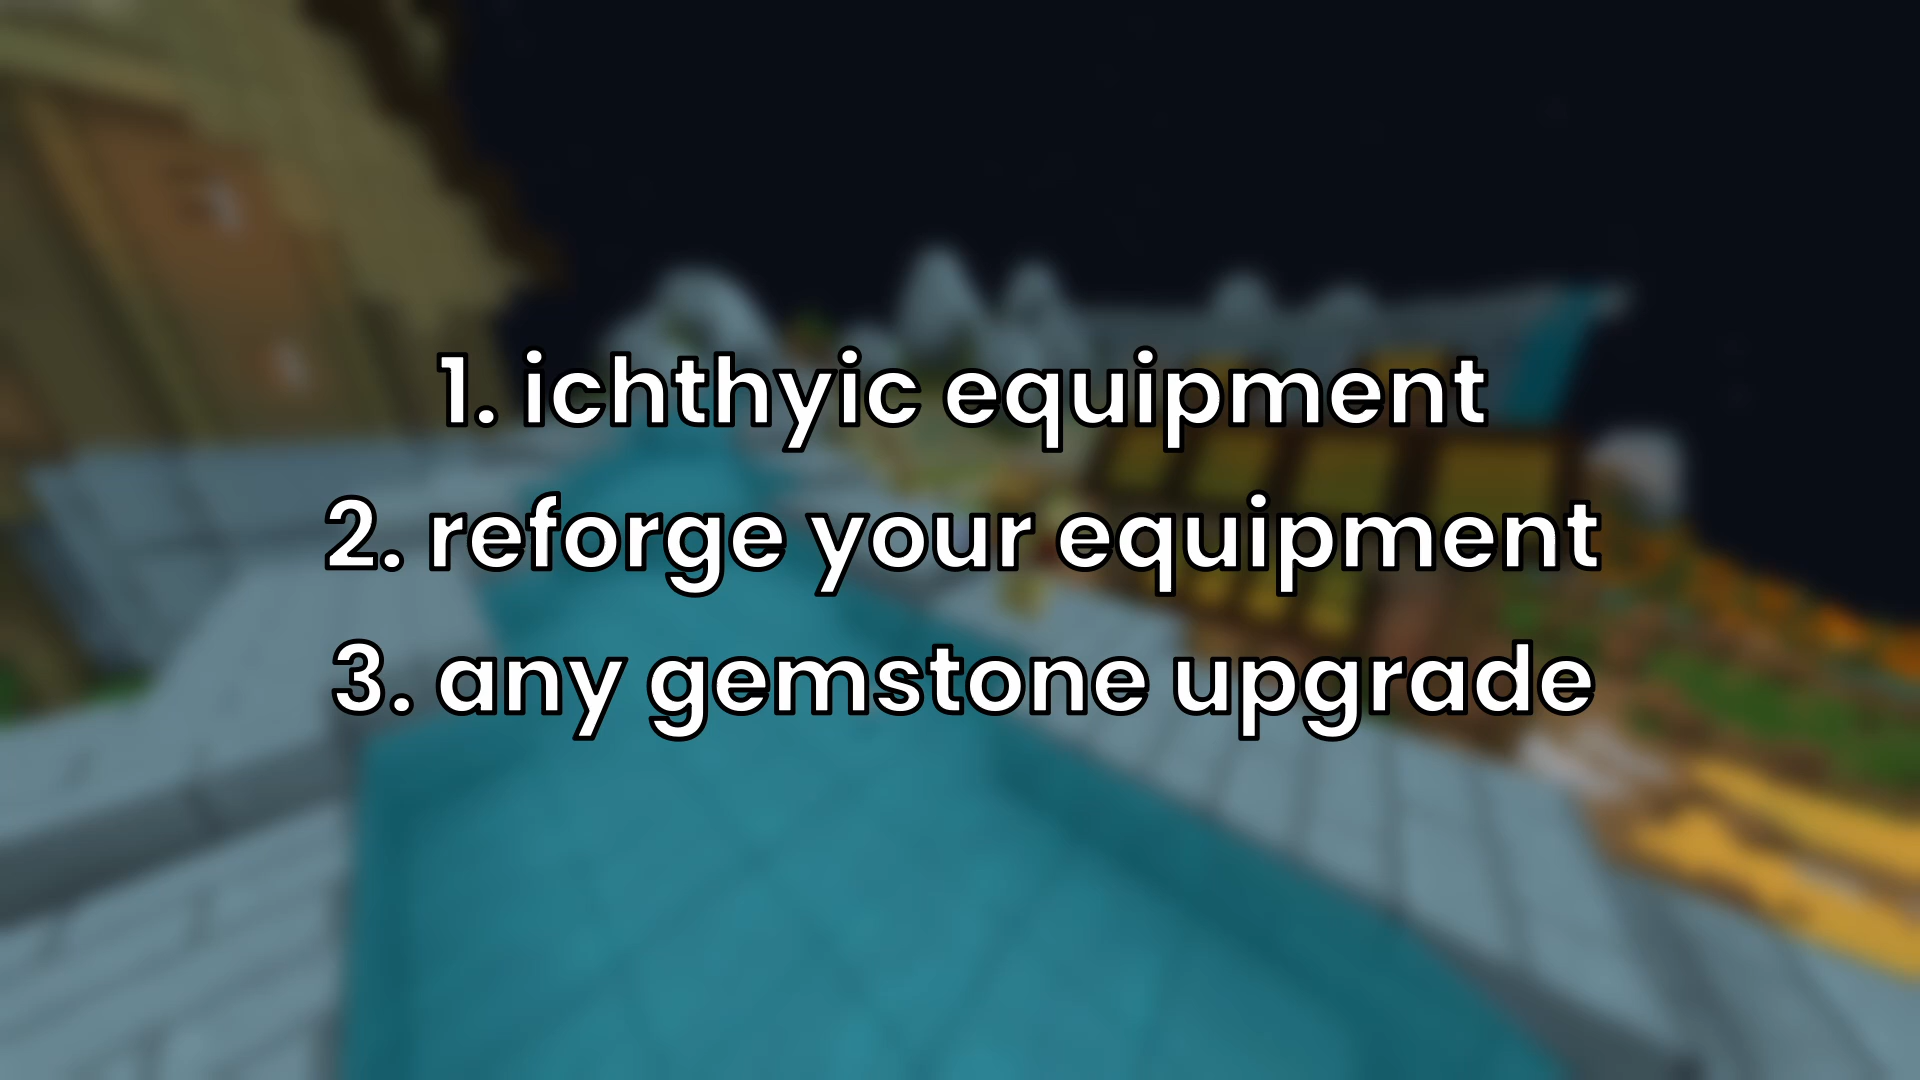 1. ichthyic equipment
2. reforge your equipment
3. any gemstone upgrade